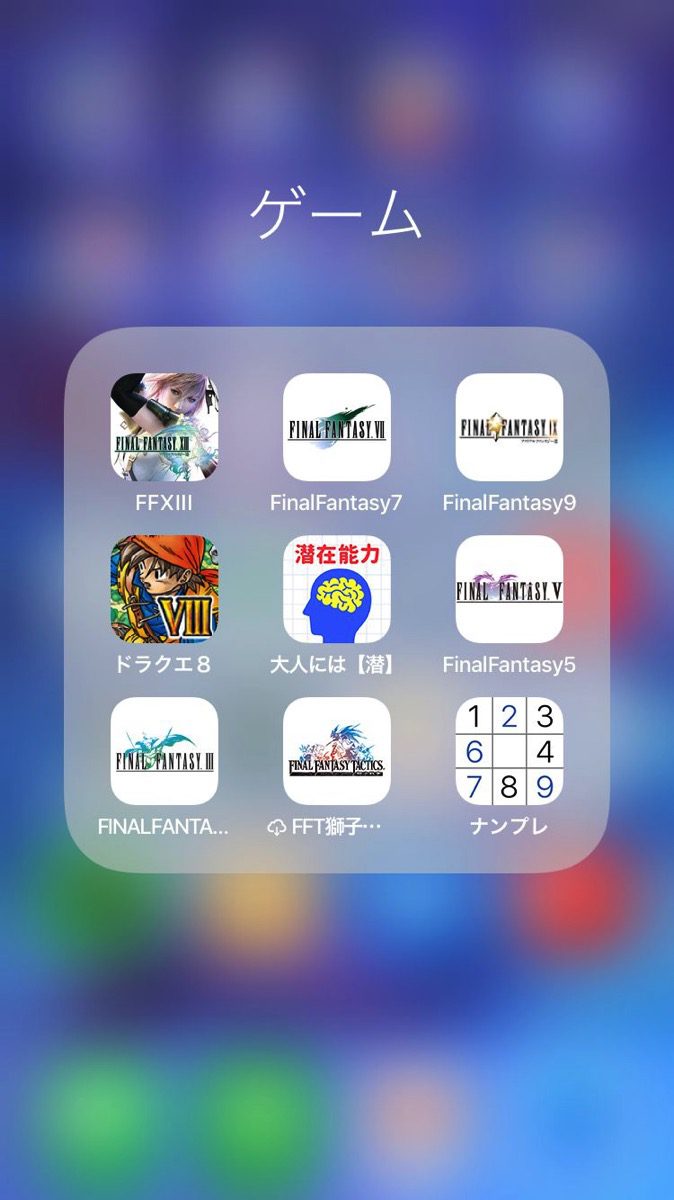 ゲーム
FINAL FANTASY XIII
FINAL FANTASY VII
FINAL FANTASY IX
FFXIII
FinalFantasy7
FinalFantasy9
VIII
潜在能力
FINAL FANTASY V
ドラクエ８
大人には【潜】
FinalFantasy5
FINAL FANTASY III
FINAL FANTASY TACTICS
1 2 3
6 4
7 8 9
FINALFANTA...
FFT獅子…
ナンプレ